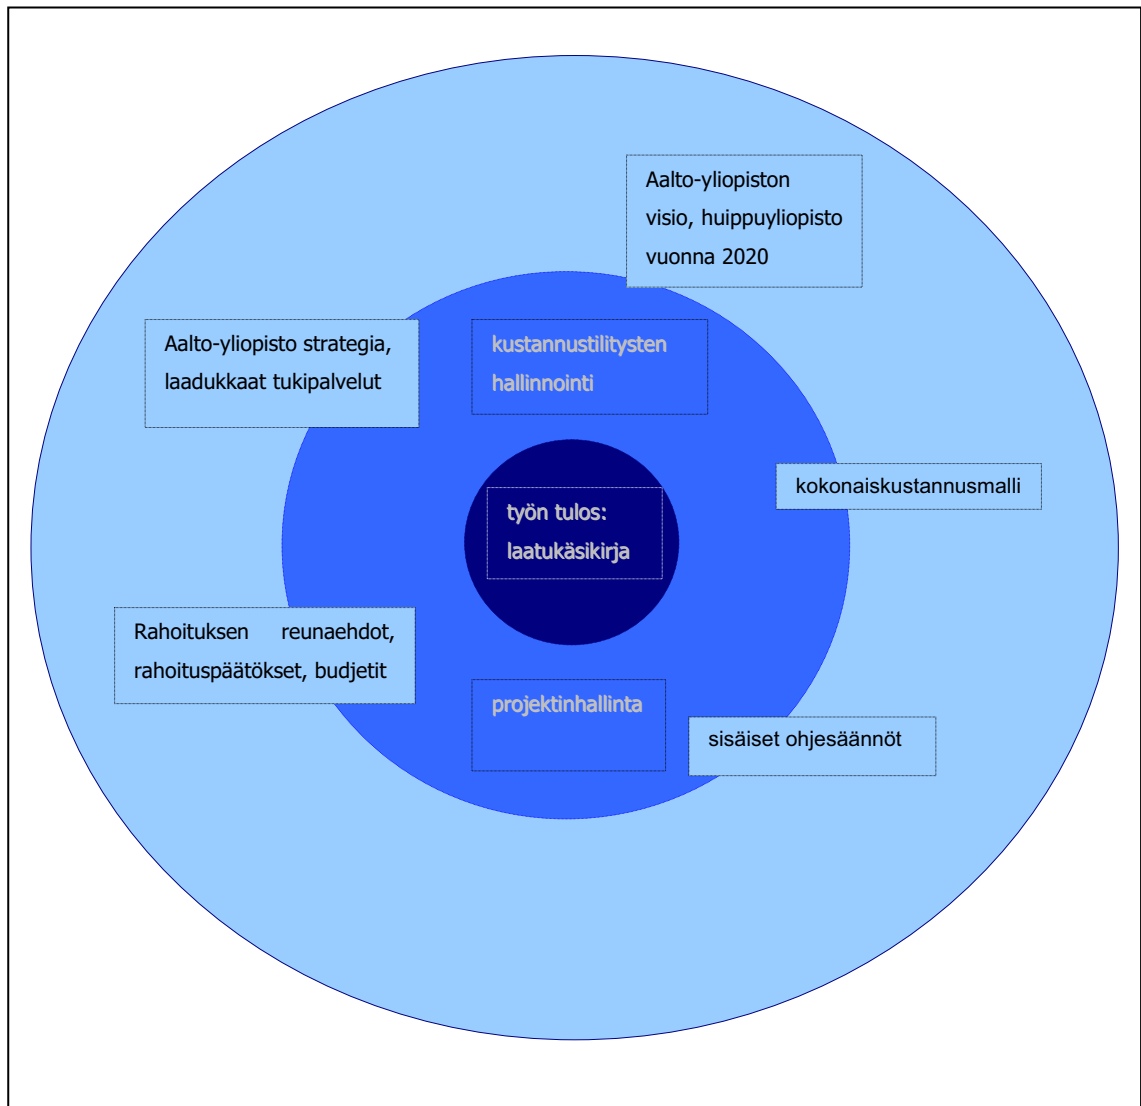 Aalto-yliopiston
visio, huippuyliopisto
vuonna 2020
Aalto-yliopisto strategia,
laadukkaat tukipalvelut
kustannustilitysten
hallinnointi
kokonaiskustannusmalli
työn tulos:
laatukäsikirja
Rahoituksen reunaehdot,
rahoituspäätökset, budjetit
projektinhallinta
sisäiset ohjesäännöt